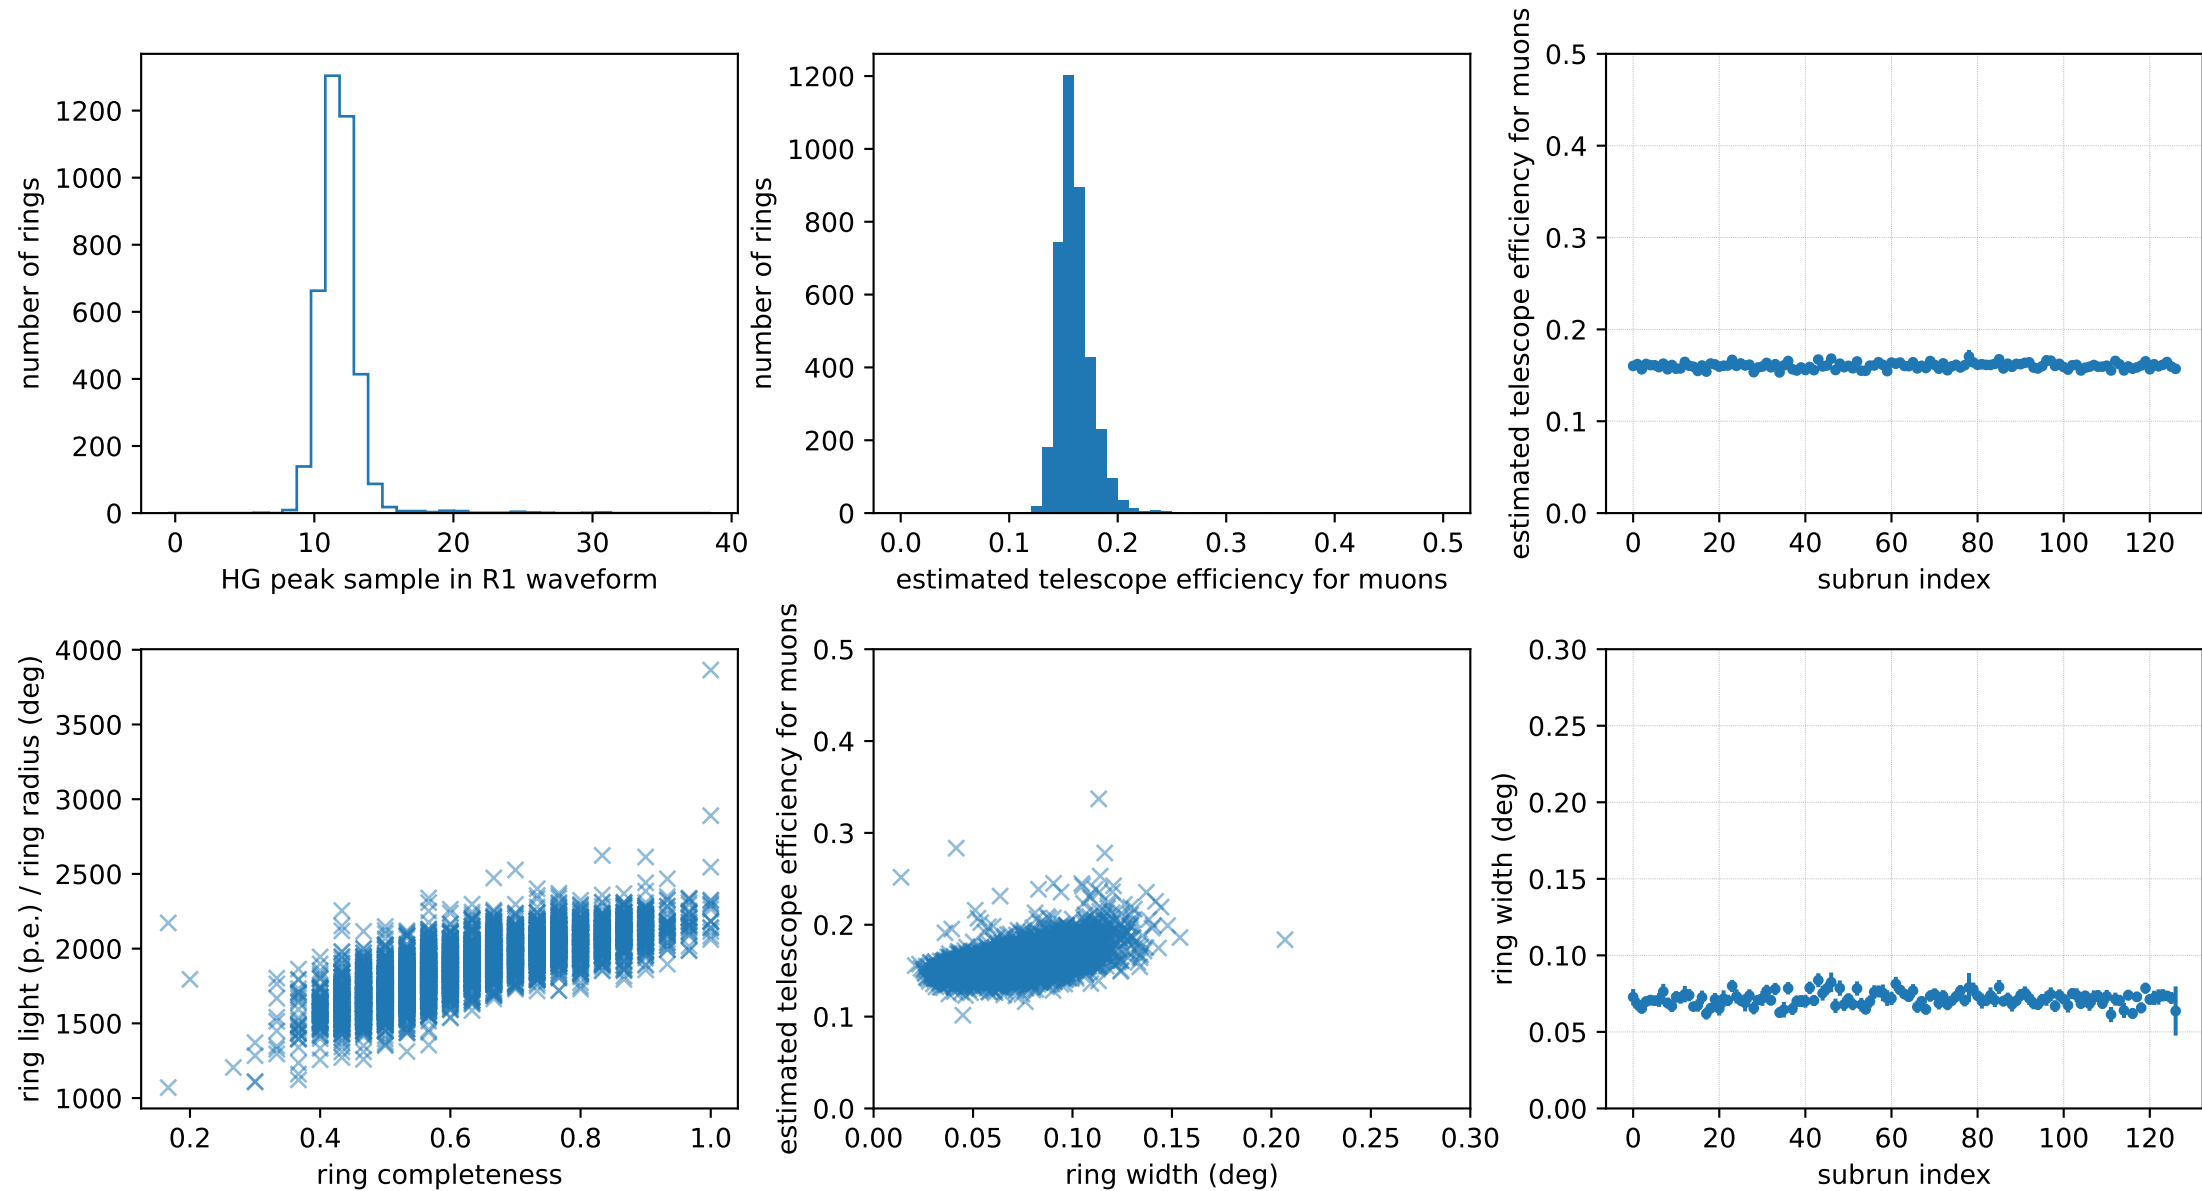 number of rings
1200
1000
800
600
400
200
0
0 10 20 30 40
HG peak sample in R1 waveform
number of rings
1200
1000
800
600
400
200
0
0.0 0.1 0.2 0.3 0.4 0.5
estimated telescope efficiency for muons
estimated telescope efficiency for muons
0.5
0.4
0.3
0.2
0.1
0.0
0 20 40 60 80 100 120
subrun index
ring light (p.e.) / ring radius (deg)
4000
3500
3000
2500
2000
1500
1000
0.2 0.4 0.6 0.8 1.0
ring completeness
estimated telescope efficiency for muons
0.5
0.4
0.3
0.2
0.1
0.0
0.00 0.05 0.10 0.15 0.20 0.25 0.30
ring width (deg)
ring width (deg)
0.30
0.25
0.20
0.15
0.10
0.05
0.00
0 20 40 60 80 100 120
subrun index